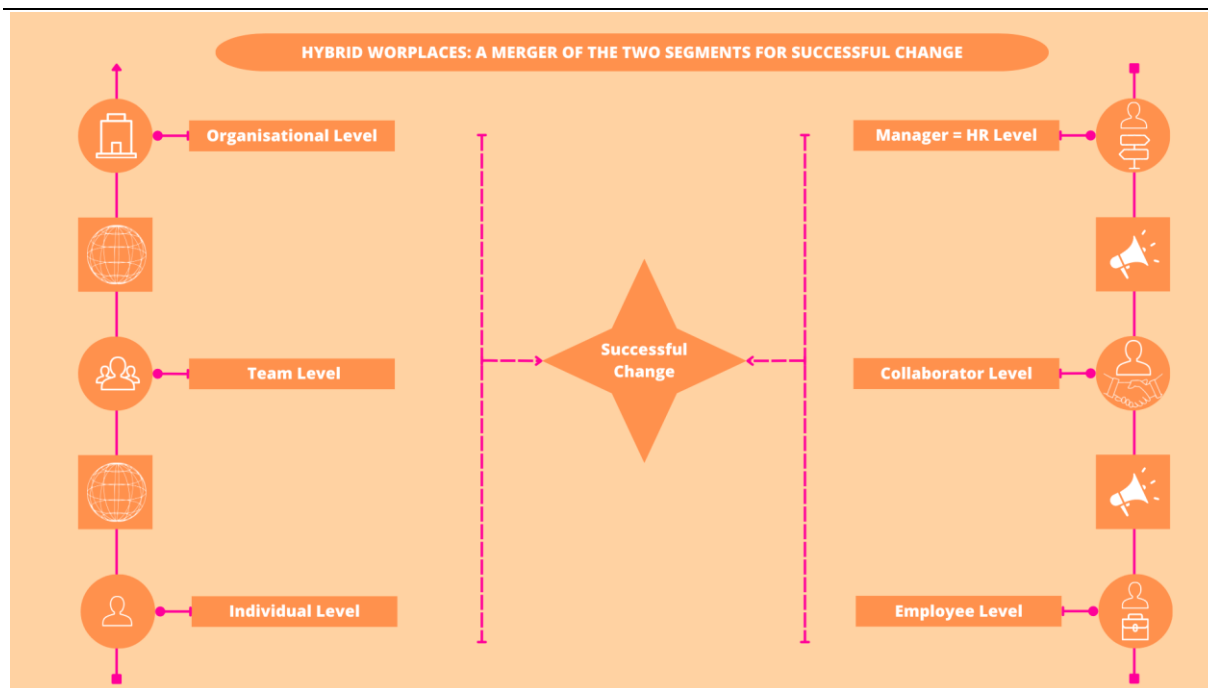 HYBRID WORPLACES: A MERGER OF THE TWO SEGMENTS FOR SUCCESSFUL CHANGE
Organisational Level
Manager = HR Level
Successful
Change
Team Level
Collaborator Level
Individual Level
Employee Level